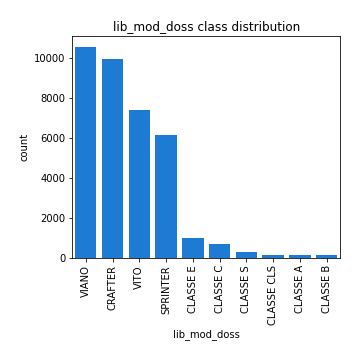 lib_mod_doss class distribution
count
10000
8000
6000
4000
2000
0
VIANO
CRAFTER
VITO
SPRINTER
CLASSE E
CLASSE C
CLASSE S
CLASSE CLS
CLASSE A
CLASSE B
lib_mod_doss